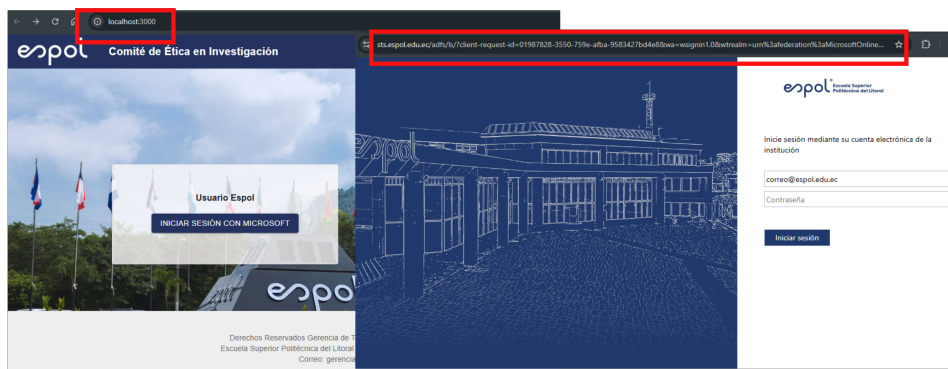 localhost:3000
espol Comité de Ética en Investigación
Usuario Espol
INICIAR SESIÓN CON MICROSOFT
espol
Derechos Reservados Gerencia de T
Escuela Superior Politécnica del Litoral
Correo: gerencia
sts.espol.edu.ec/adfs/ls/?client-request-id=01987828-3550-759e-afba-9583427bd4e8&wa=wsignin1.0&wtrealm=urn%3afederation%3aMicrosoftOnline...
espol
espol Escuela Superior
Politécnica del Litoral
Inicie sesión mediante su cuenta electrónica de la
institución
correo@espol.edu.ec
Contraseña
Iniciar sesión